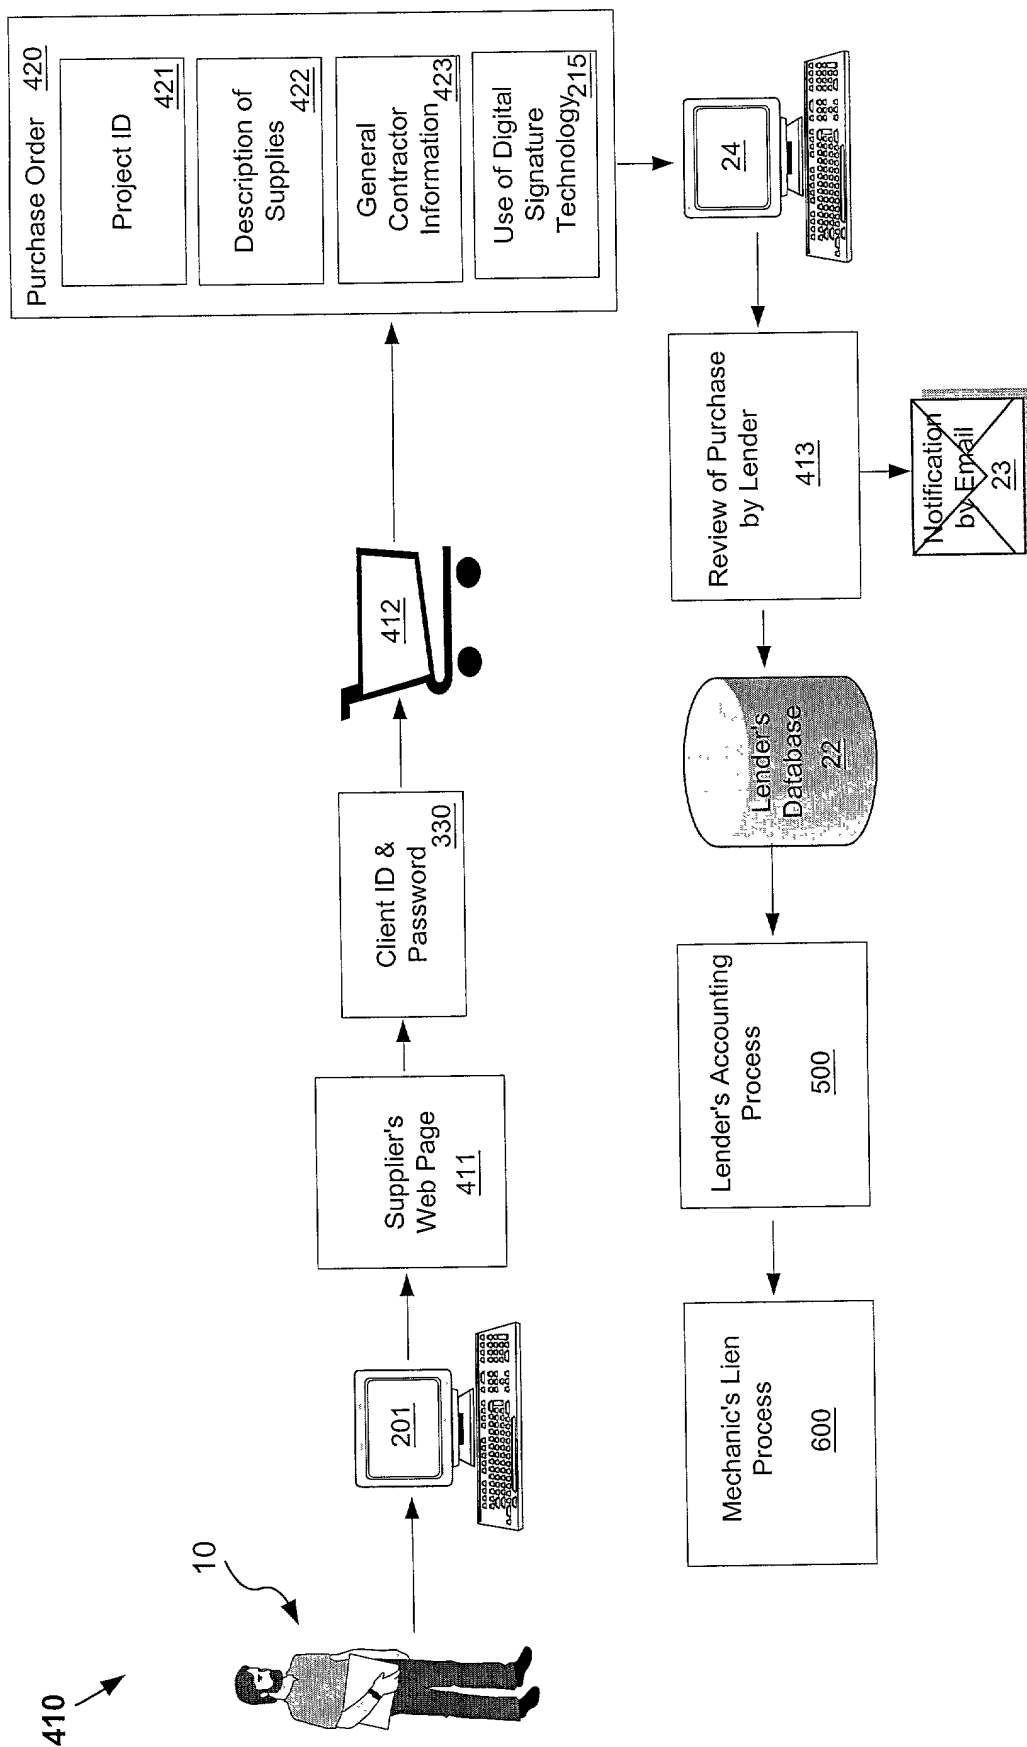 410
10
201
Supplier's
Web Page
411
Client ID &
Password
330
412
Purchase Order 420
Project ID
421
Description of
Supplies
422
General
Contractor
Information
423
Use of Digital
Signature
Technology
215
24
Review of Purchase
by Lender
413
Notification
by Email
23
Lender's
Database
22
Lender's Accounting
Process
500
Mechanic's Lien
Process
600